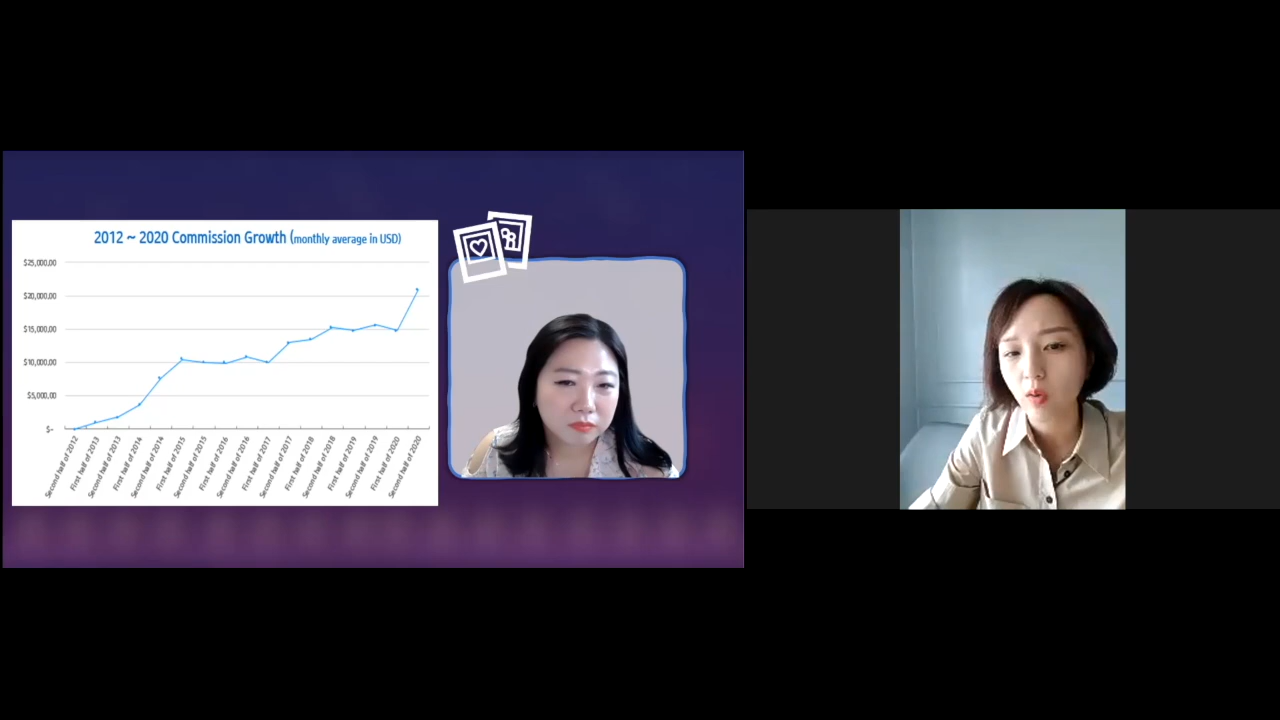 2012 ~ 2020 Commission Growth (monthly average in USD)
$25,000.00
$20,000.00
$15,000.00
$10,000.00
$5,000.00
$-
Second half of 2012
First half of 2013
Second half of 2013
First half of 2014
Second half of 2014
First half of 2015
Second half of 2015
First half of 2016
Second half of 2016
First half of 2017
Second half of 2017
First half of 2018
Second half of 2018
First half of 2019
Second half of 2019
First half of 2020
Second half of 2020